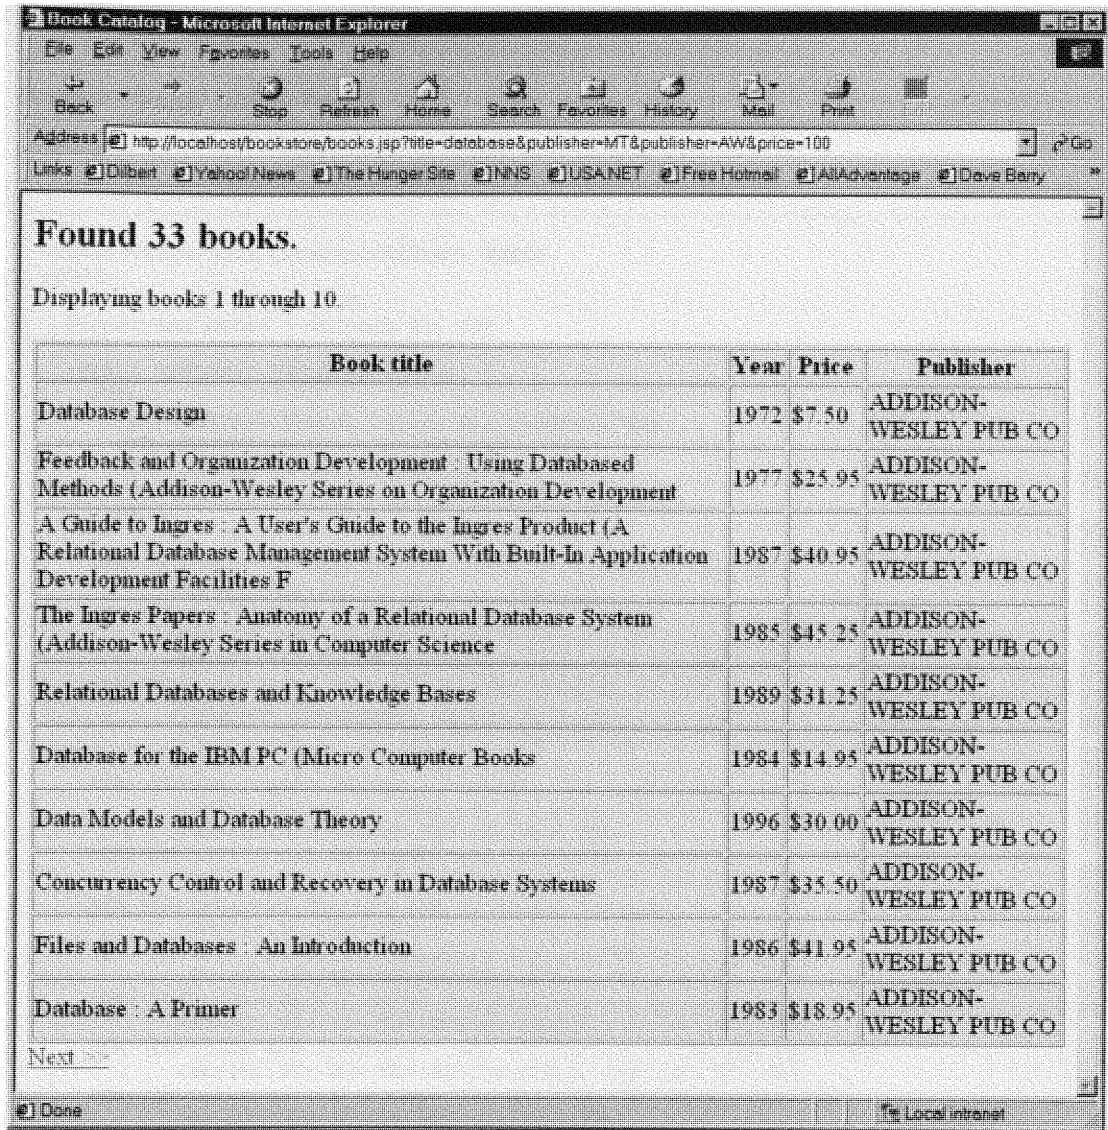 Book Catalog - Microsoft Internet Explorer
File Edit View Favorites Tools Help
Back Stop Refresh Home Search Favorites History Mail Print
Address http://localhost/bookstore/books.jsp?title=database&publisher=MT&publisher=AW&price=100 Go
Links Dilbert Yahoo! News The Hunger Site NNS USA.NET Free Hotmail AllAdvantage Dave Barry »
Found 33 books.
Displaying books 1 through 10.
Book title Year Price Publisher
Database Design 1972 $7.50 ADDISON-
WESLEY PUB CO
Feedback and Organization Development : Using Databased
Methods (Addison-Wesley Series on Organization Development 1977 $25.95 ADDISON-
WESLEY PUB CO
A Guide to Ingres : A User's Guide to the Ingres Product (A
Relational Database Management System With Built-In Application
Development Facilities F 1987 $40.95 ADDISON-
WESLEY PUB CO
The Ingres Papers : Anatomy of a Relational Database System
(Addison-Wesley Series in Computer Science 1985 $45.25 ADDISON-
WESLEY PUB CO
Relational Databases and Knowledge Bases 1989 $31.25 ADDISON-
WESLEY PUB CO
Database for the IBM PC (Micro Computer Books 1984 $14.95 ADDISON-
WESLEY PUB CO
Data Models and Database Theory 1996 $30.00 ADDISON-
WESLEY PUB CO
Concurrency Control and Recovery in Database Systems 1987 $35.50 ADDISON-
WESLEY PUB CO
Files and Databases : An Introduction 1986 $41.95 ADDISON-
WESLEY PUB CO
Database : A Primer 1983 $18.95 ADDISON-
WESLEY PUB CO
Next >>
Done Local intranet